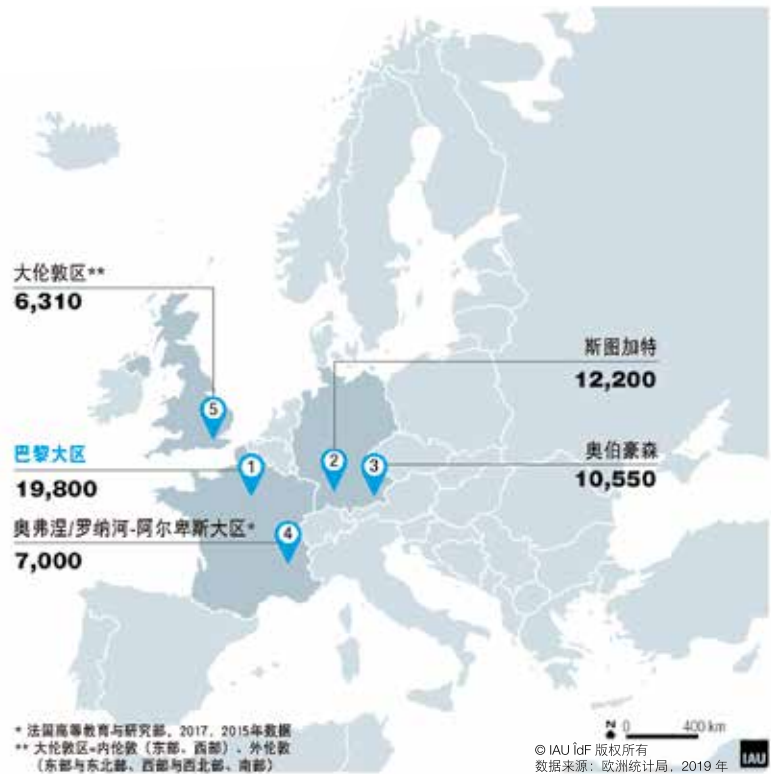 大伦敦区**
6,310
斯图加特
12,200
5
巴黎大区
19,800
1
2
3
奥伯豪森
10,550
奥弗涅/罗纳河-阿尔卑斯大区*
7,000
4
* 法国高等教育与研究部，2017，2015年数据
** 大伦敦区=内伦敦（东部、西部）、外伦敦
（东部与东北部、西部与西北部、南部）
N 0 400 km
© IAU ÎdF 版权所有
数据来源：欧洲统计局，2019 年
IAU